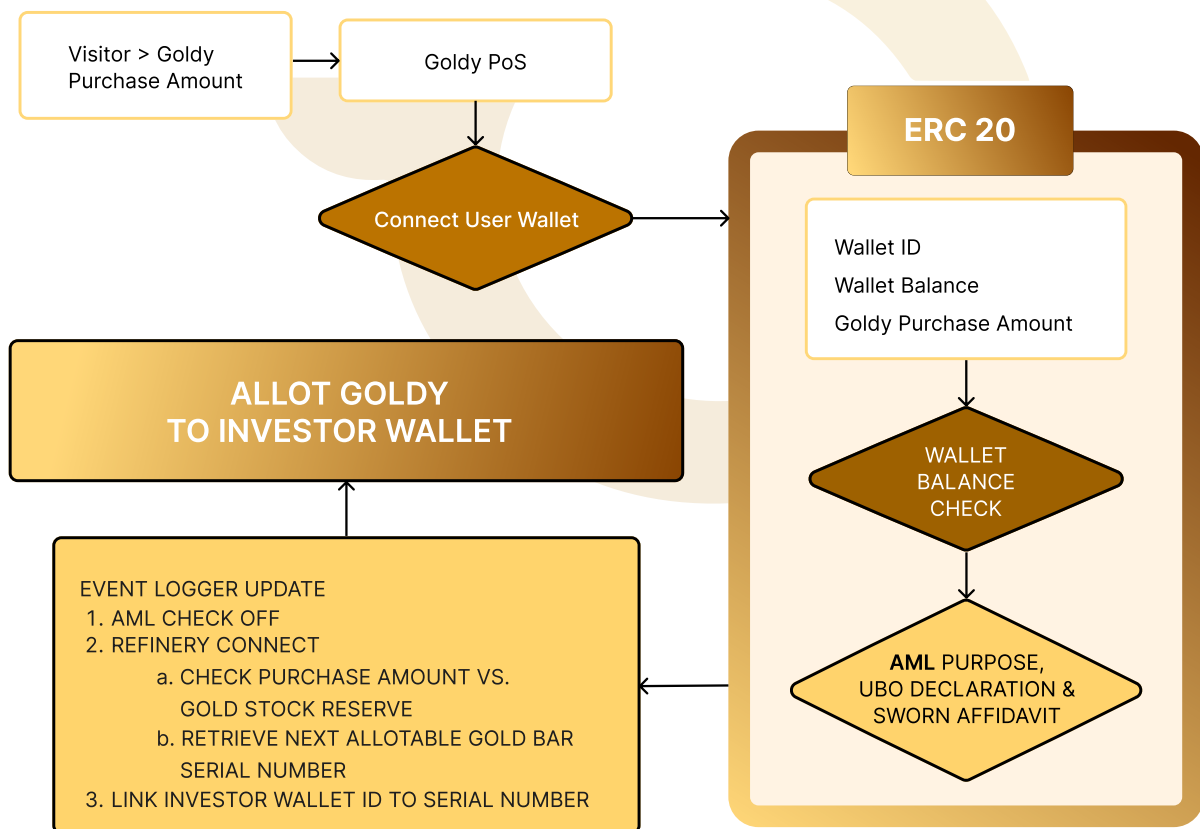 Visitor > Goldy
Purchase Amount
Goldy PoS
Connect User Wallet
ERC 20
Wallet ID
Wallet Balance
Goldy Purchase Amount
WALLET
BALANCE
CHECK
AML PURPOSE,
UBO DECLARATION &
SWORN AFFIDAVIT
EVENT LOGGER UPDATE
1. AML CHECK OFF
2. REFINERY CONNECT
a. CHECK PURCHASE AMOUNT VS.
GOLD STOCK RESERVE
b. RETRIEVE NEXT ALLOTABLE GOLD BAR
SERIAL NUMBER
3. LINK INVESTOR WALLET ID TO SERIAL NUMBER
ALLOT GOLDY
TO INVESTOR WALLET